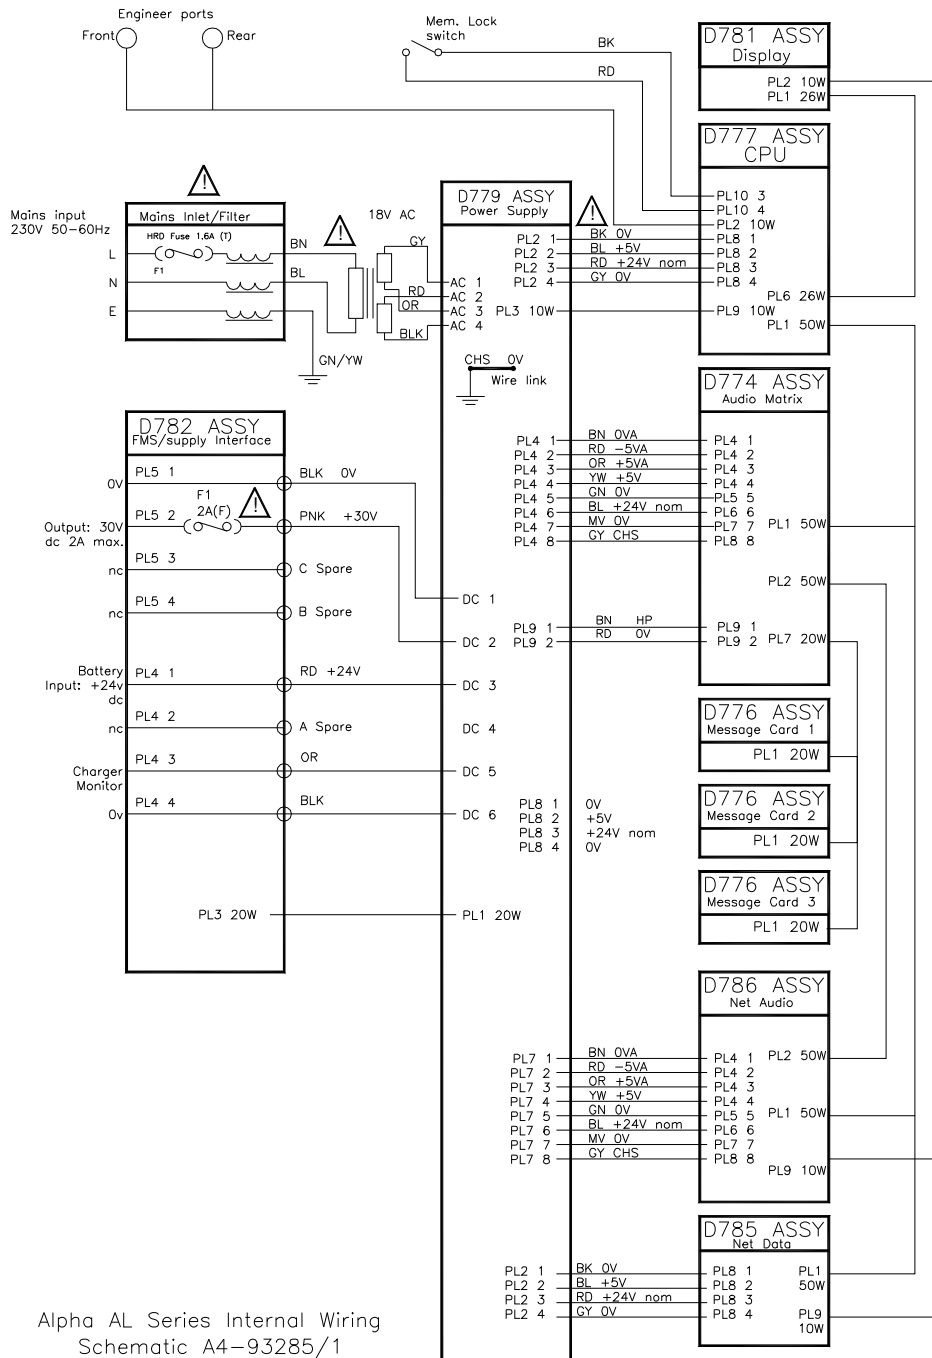 Engineer ports
Front
Rear
Mem. Lock
switch
BK
RD
D781 ASSY
Display
PL2 10W
PL1 26W
D777 ASSY
CPU
PL10 3
PL10 4
PL2 10W
PL8 1
PL8 2
PL8 3
PL8 4
PL6 26W
PL9 10W
PL1 50W
Mains input
230V 50-60Hz
L
N
E
Mains Inlet/Filter
HRD Fuse 1.6A (T)
F1
BN
BL
GN/YW
18V AC
GY
RD
OR
BLK
D779 ASSY
Power Supply
PL2 1 BK 0V
PL2 2 BL +5V
PL2 3 RD +24V nom
PL2 4 GY 0V
AC 1
AC 2
AC 3 PL3 10W
AC 4
CHS 0V
Wire link
D774 ASSY
Audio Matrix
PL4 1 BN 0VA PL4 1
PL4 2 RD -5VA PL4 2
PL4 3 OR +5VA PL4 3
PL4 4 YW +5V PL4 4
PL4 5 GN 0V PL5 5
PL4 6 BL +24V nom PL6 6
PL4 7 MV 0V PL7 7 PL1 50W
PL4 8 GY CHS PL8 8
PL2 50W
PL9 1 BN HP PL9 1
PL9 2 RD 0V PL9 2 PL7 20W
D782 ASSY
FMS/supply Interface
0V PL5 1 BLK 0V
F1
2A(F)
Output: 30V
dc 2A max.
PL5 2 PNK +30V
nc PL5 3 C Spare
nc PL5 4 B Spare
Battery
Input: +24v
dc
PL4 1 RD +24V
nc PL4 2 A Spare
Charger
Monitor
PL4 3 OR
0v PL4 4 BLK
PL3 20W
DC 1
DC 2
DC 3
DC 4
DC 5
DC 6
PL8 1 0V
PL8 2 +5V
PL8 3 +24V nom
PL8 4 0V
PL1 20W
D776 ASSY
Message Card 1
PL1 20W
D776 ASSY
Message Card 2
PL1 20W
D776 ASSY
Message Card 3
PL1 20W
D786 ASSY
Net Audio
PL7 1 BN 0VA PL4 1 PL2 50W
PL7 2 RD -5VA PL4 2
PL7 3 OR +5VA PL4 3
PL7 4 YW +5V PL4 4
PL7 5 GN 0V PL5 5 PL1 50W
PL7 6 BL +24V nom PL6 6
PL7 7 MV 0V PL7 7
PL7 8 GY CHS PL8 8
PL9 10W
D785 ASSY
Net Data
PL2 1 BK 0V PL8 1 PL1
PL2 2 BL +5V PL8 2 50W
PL2 3 RD +24V nom PL8 3
PL2 4 GY 0V PL8 4 PL9
10W
Alpha AL Series Internal Wiring
Schematic A4-93285/1